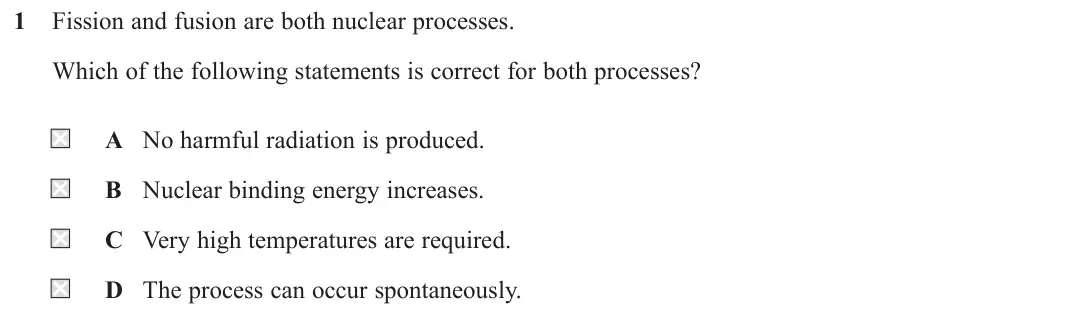 1 Fission and fusion are both nuclear processes.
Which of the following statements is correct for both processes?
A No harmful radiation is produced.
B Nuclear binding energy increases.
C Very high temperatures are required.
D The process can occur spontaneously.